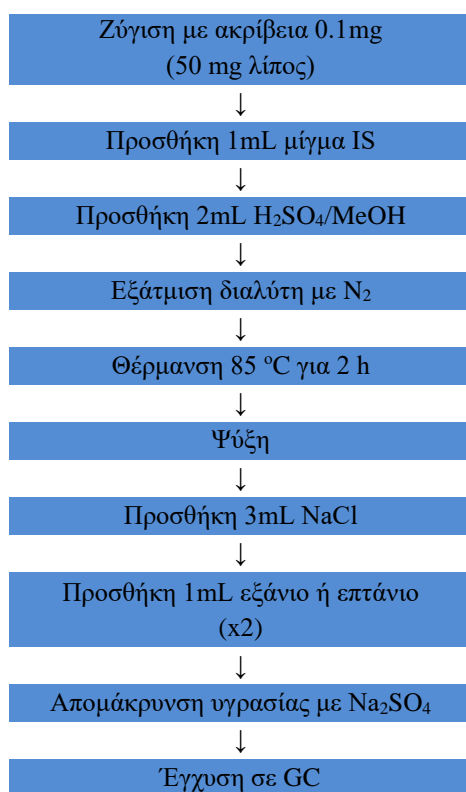 Ζύγιση με ακρίβεια 0.1mg
(50 mg λίπος)
↓
Προσθήκη 1mL μίγμα IS
↓
Προσθήκη 2mL H₂SO₄/MeOH
↓
Εξάτμιση διαλύτη με N₂
↓
Θέρμανση 85 °C για 2 h
↓
Ψύξη
↓
Προσθήκη 3mL NaCl
↓
Προσθήκη 1mL εξάνιο ή επτάνιο
(x2)
↓
Απομάκρυνση υγρασίας με Na₂SO₄
↓
Έγχυση σε GC